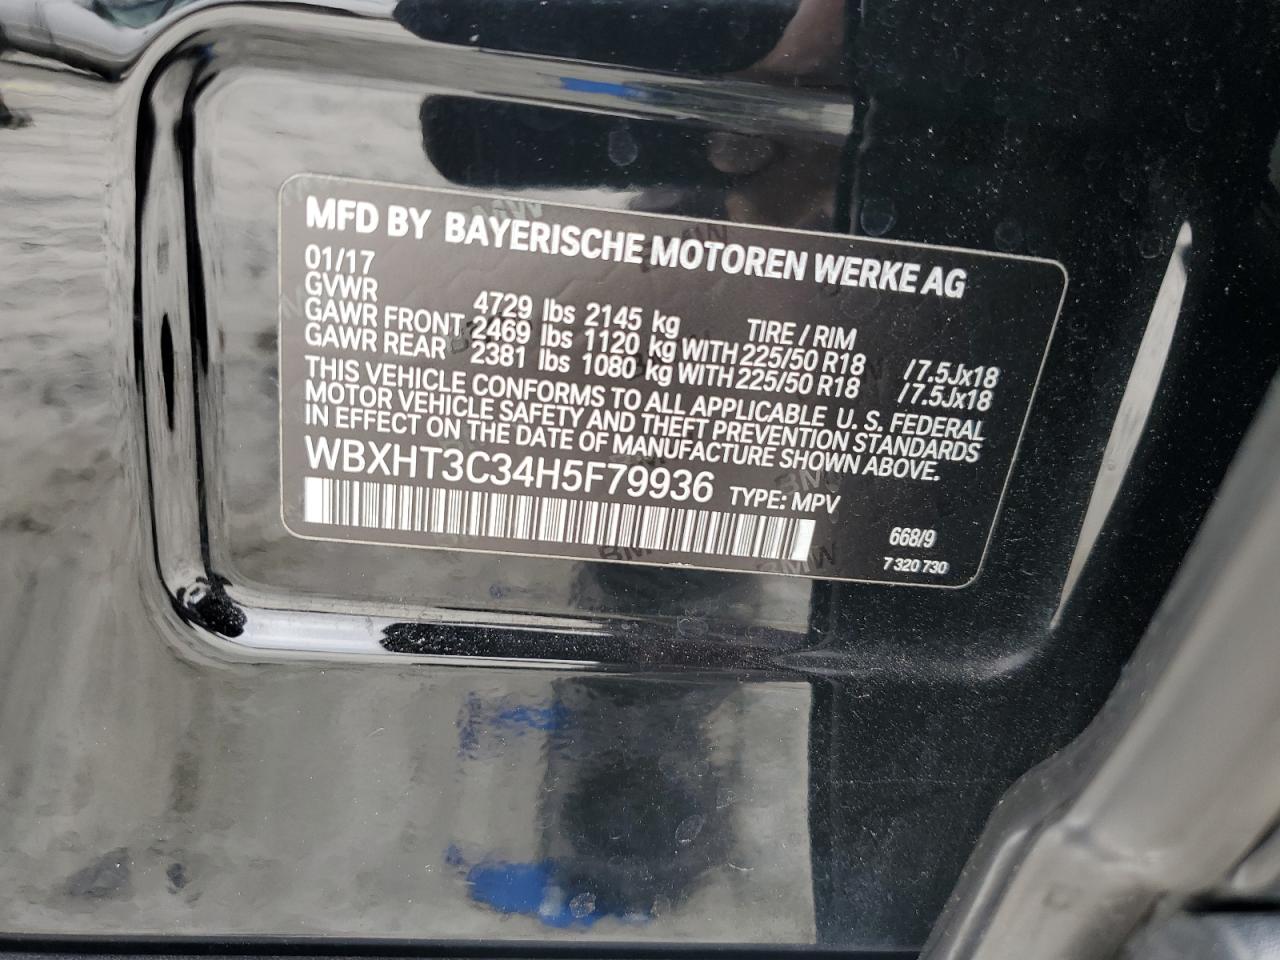 MFD BY BAYERISCHE MOTOREN WERKE AG
01/17
GVWR 4729 lbs 2145 kg TIRE / RIM
GAWR FRONT 2469 lbs 1120 kg WITH 225/50 R18 /7.5Jx18
GAWR REAR 2381 lbs 1080 kg WITH 225/50 R18 /7.5Jx18
THIS VEHICLE CONFORMS TO ALL APPLICABLE U.S. FEDERAL
MOTOR VEHICLE SAFETY AND THEFT PREVENTION STANDARDS
IN EFFECT ON THE DATE OF MANUFACTURE SHOWN ABOVE.
WBXHT3C34H5F79936 TYPE: MPV
668/9
7 320 730